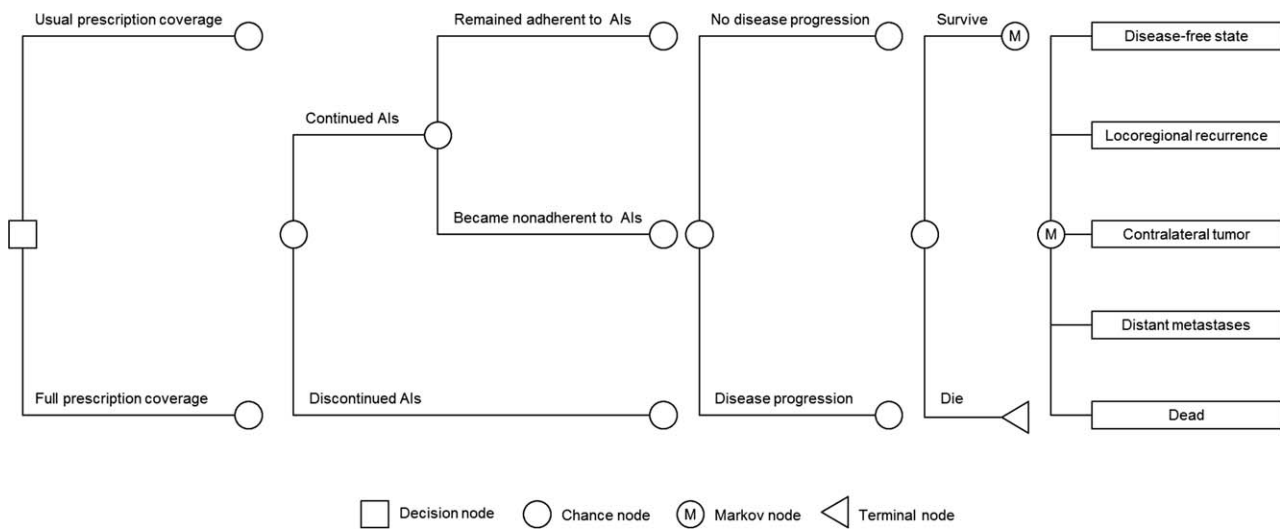 Usual prescription coverage
Remained adherent to AIs
No disease progression
Survive
M
Disease-free state
Continued AIs
Locoregional recurrence
Became nonadherent to AIs
M
Contralateral tumor
Distant metastases
Full prescription coverage
Discontinued AIs
Disease progression
Die
Dead
Decision node
Chance node
M
Markov node
Terminal node